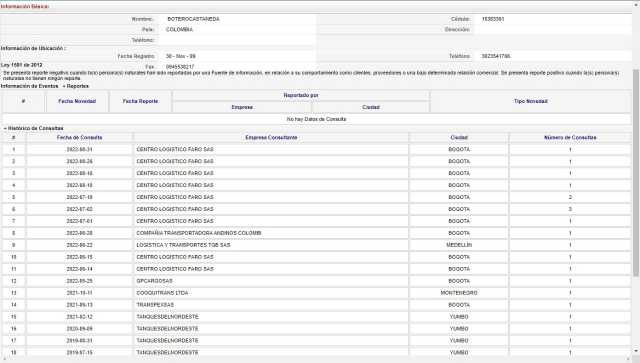 Información Básica:
Nombre: BOTEROCASTANEDA Cédula: 18393391
País: COLOMBIA Dirección:
Teléfono:
Información de Ubicación :
Fecha Registro 30 - Nov - 09 Teléfono 3023541766
Ley 1581 de 2012 Fax 0945538217
Se presenta reporte negativo cuando la(s) persona(s) naturales han sido reportadas por una Fuente de información, en relación a su comportamiento como clientes, proveedores o una baja determinada relación comercial. Se presenta reporte positivo cuando la(s) persona(s)
naturales no tienen ningún reporte.
Información de Eventos + Reportes
# Fecha Novedad Fecha Reporte Reportado por Tipo Novedad
Empresa Ciudad
No hay Datos de Consulta
+ Histórico de Consultas
# Fecha de Consulta Empresa Consultante Ciudad Número de Consultas
1 2022-08-31 CENTRO LOGISTICO FARO SAS BOGOTA 1
2 2022-08-26 CENTRO LOGISTICO FARO SAS BOGOTA 1
3 2022-08-16 CENTRO LOGISTICO FARO SAS BOGOTA 1
4 2022-08-10 CENTRO LOGISTICO FARO SAS BOGOTA 1
5 2022-07-19 CENTRO LOGISTICO FARO SAS BOGOTA 2
6 2022-07-02 CENTRO LOGISTICO FARO SAS BOGOTA 3
7 2022-07-01 CENTRO LOGISTICO FARO SAS BOGOTA 1
8 2022-06-28 COMPAÑIA TRANSPORTADORA ANDINOS COLOMBI BOGOTA 1
9 2022-06-22 LOGISTICA Y TRANSPORTES TGB SAS MEDELLIN 1
10 2022-06-15 CENTRO LOGISTICO FARO SAS BOGOTA 1
11 2022-06-14 CENTRO LOGISTICO FARO SAS BOGOTA 1
12 2022-05-25 GPCARGOSAS BOGOTA 1
13 2021-10-11 COOQUITRANS LTDA MONTENEGRO 1
14 2021-09-13 TRANSPEXSAS BOGOTA 1
15 2021-02-12 TANQUESDELNORDESTE YUMBO 1
16 2020-09-09 TANQUESDELNORDESTE YUMBO 1
17 2019-08-31 TANQUESDELNORDESTE YUMBO 1
18 2019-07-15 TANQUESDELNORDESTE YUMBO 1